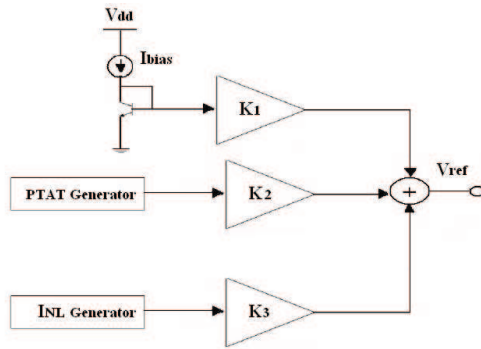 Vdd
Ibias
K1
Vref
PTAT Generator
K2
+
INL Generator
K3